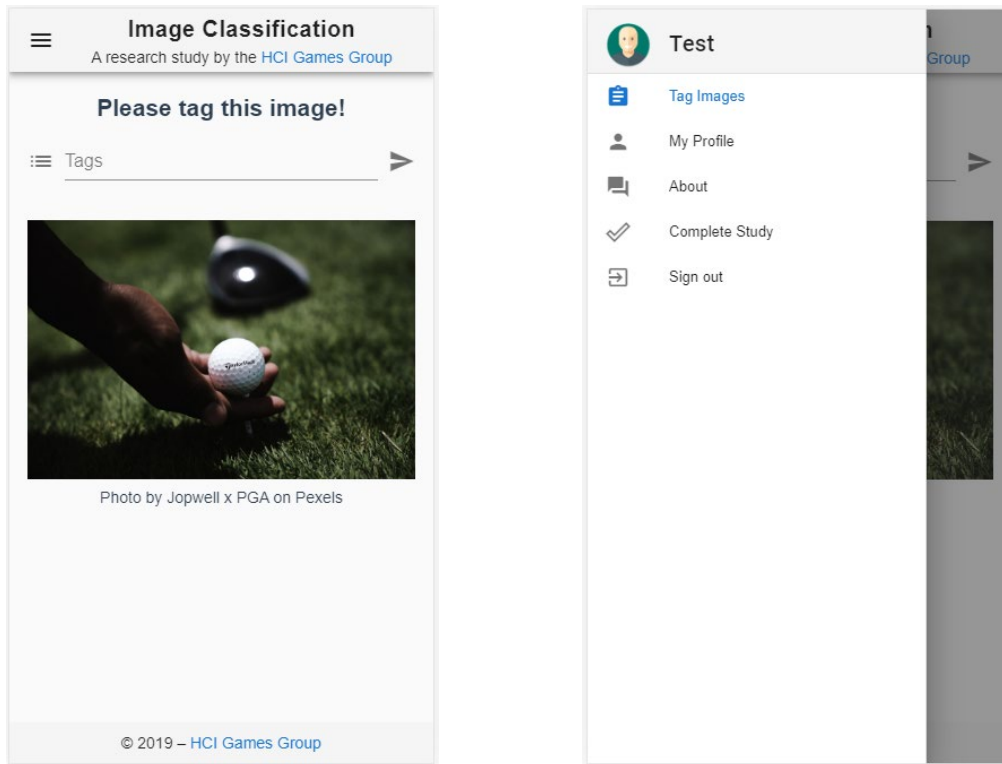 Image Classification
A research study by the HCI Games Group
Please tag this image!
Tags
TaylorMade
Photo by Jopwell x PGA on Pexels
© 2019 – HCI Games Group
Test
Tag Images
My Profile
About
Complete Study
Sign out
n
Group